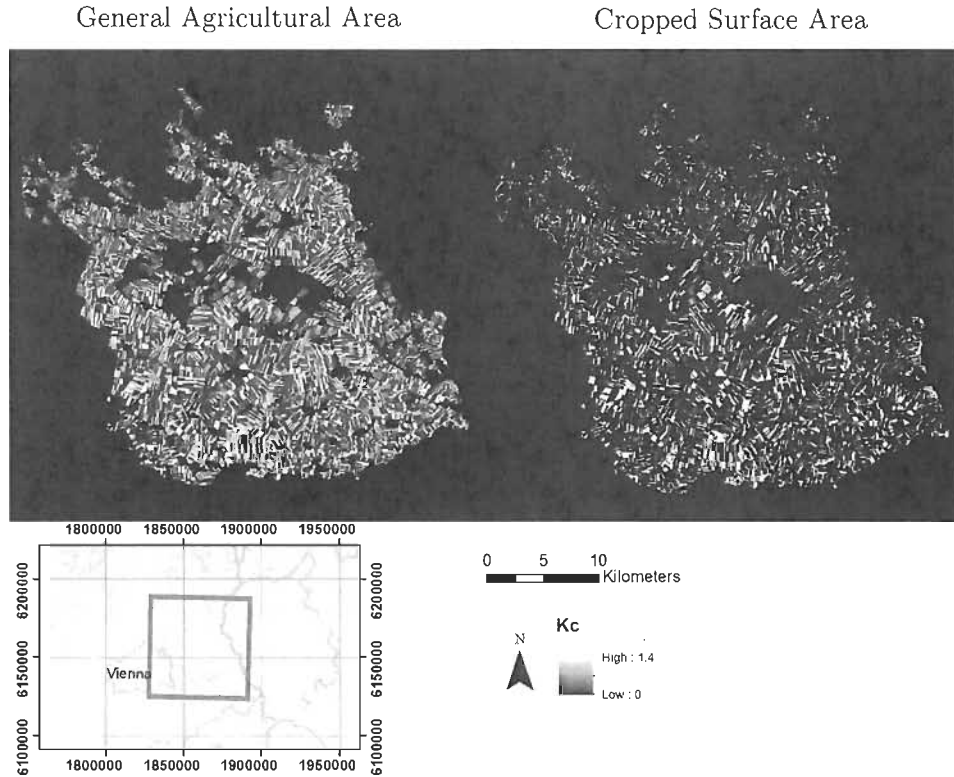 General Agricultural Area
Cropped Surface Area
1800000 1850000 1900000 1950000
6200000
6150000
6100000
Vienna
6200000
6150000
6100000
1800000 1850000 1900000 1950000
0 5 10
Kilometers
N
Kc
High : 1.4
Low : 0